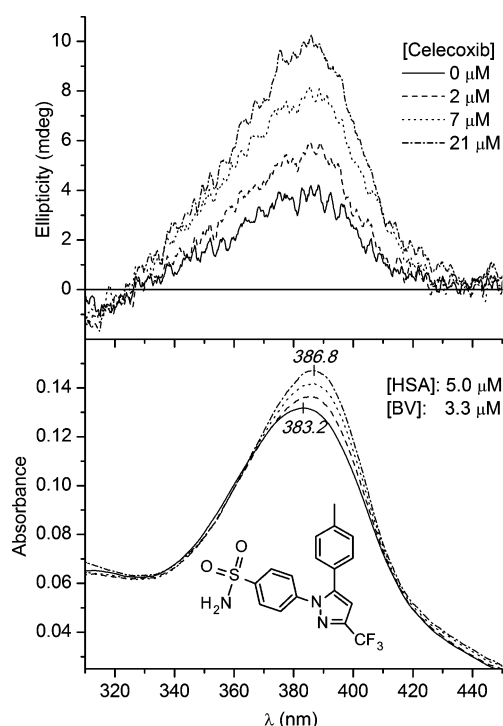 10
8
6
4
2
0
Ellipticity (mdeg)
[Celecoxib]
0 μM
2 μM
7 μM
21 μM
0.14
0.12
0.10
0.08
0.06
0.04
Absorbance
386.8
383.2
[HSA]: 5.0 μM
[BV]: 3.3 μM
O
S
O
H₂N
N
N
CF₃
320 340 360 380 400 420 440
λ (nm)